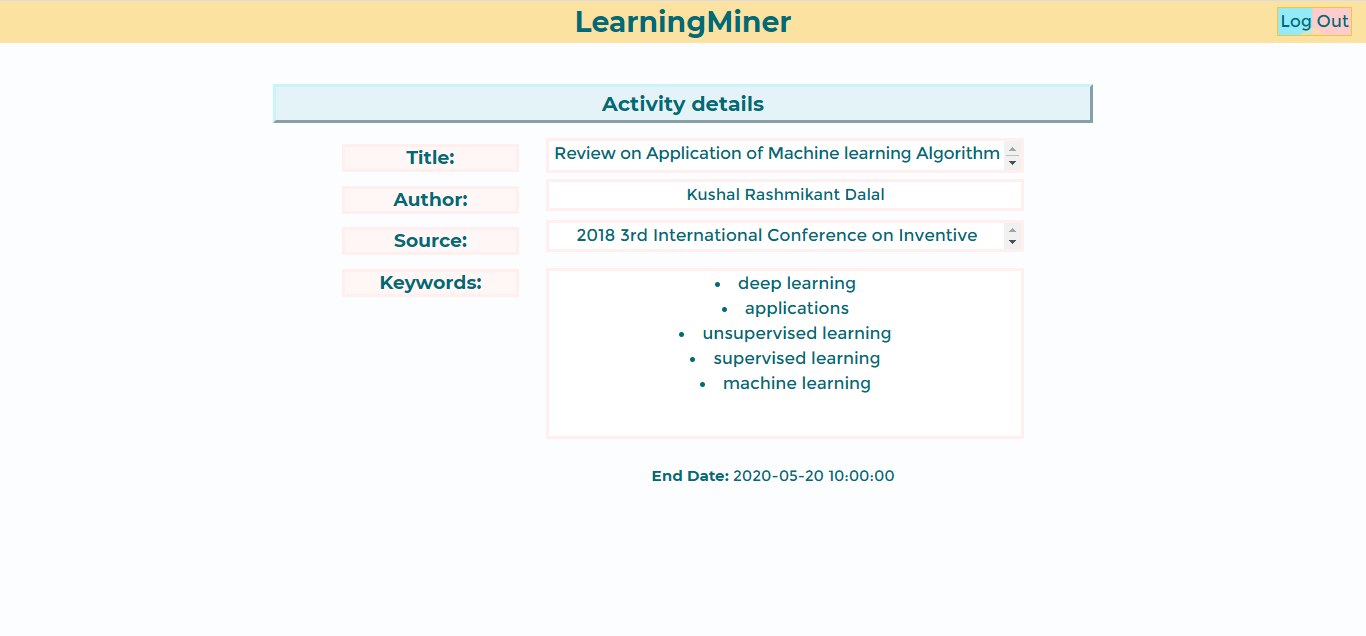 LearningMiner
Log Out
Activity details
Title: Review on Application of Machine learning Algorithm
Author: Kushal Rashmikant Dalal
Source: 2018 3rd International Conference on Inventive
Keywords:
• deep learning
• applications
• unsupervised learning
• supervised learning
• machine learning
End Date: 2020-05-20 10:00:00